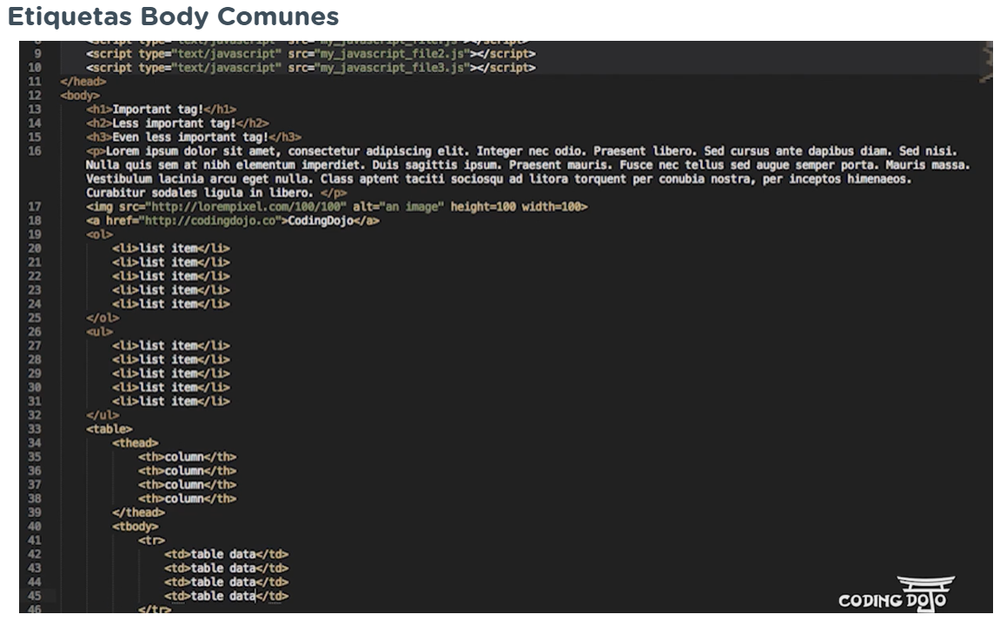 Etiquetas Body Comunes
8 <script type="text/javascript" src="my_javascript_file.js"></script>
9 <script type="text/javascript" src="my_javascript_file2.js"></script>
10 <script type="text/javascript" src="my_javascript_file3.js"></script>
11 </head>
12 <body>
13 <h1>Important tag!</h1>
14 <h2>Less important tag!</h2>
15 <h3>Even less important tag!</h3>
16 <p>Lorem ipsum dolor sit amet, consectetur adipiscing elit. Integer nec odio. Praesent libero. Sed cursus ante dapibus diam. Sed nisi.
Nulla quis sem at nibh elementum imperdiet. Duis sagittis ipsum. Praesent mauris. Fusce nec tellus sed augue semper porta. Mauris massa.
Vestibulum lacinia arcu eget nulla. Class aptent taciti sociosqu ad litora torquent per conubia nostra, per inceptos himenaeos.
Curabitur sodales ligula in libero. </p>
17 <img src="http://lorempixel.com/100/100" alt="an image" height=100 width=100>
18 <a href="http://codingdojo.co">CodingDojo</a>
19 <ol>
20 <li>list item</li>
21 <li>list item</li>
22 <li>list item</li>
23 <li>list item</li>
24 <li>list item</li>
25 </ol>
26 <ul>
27 <li>list item</li>
28 <li>list item</li>
29 <li>list item</li>
30 <li>list item</li>
31 <li>list item</li>
32 </ul>
33 <table>
34 <thead>
35 <th>column</th>
36 <th>column</th>
37 <th>column</th>
38 <th>column</th>
39 </thead>
40 <tbody>
41 <tr>
42 <td>table data</td>
43 <td>table data</td>
44 <td>table data</td>
45 <td>table data</td>
46 </tr>
CODING DOJO